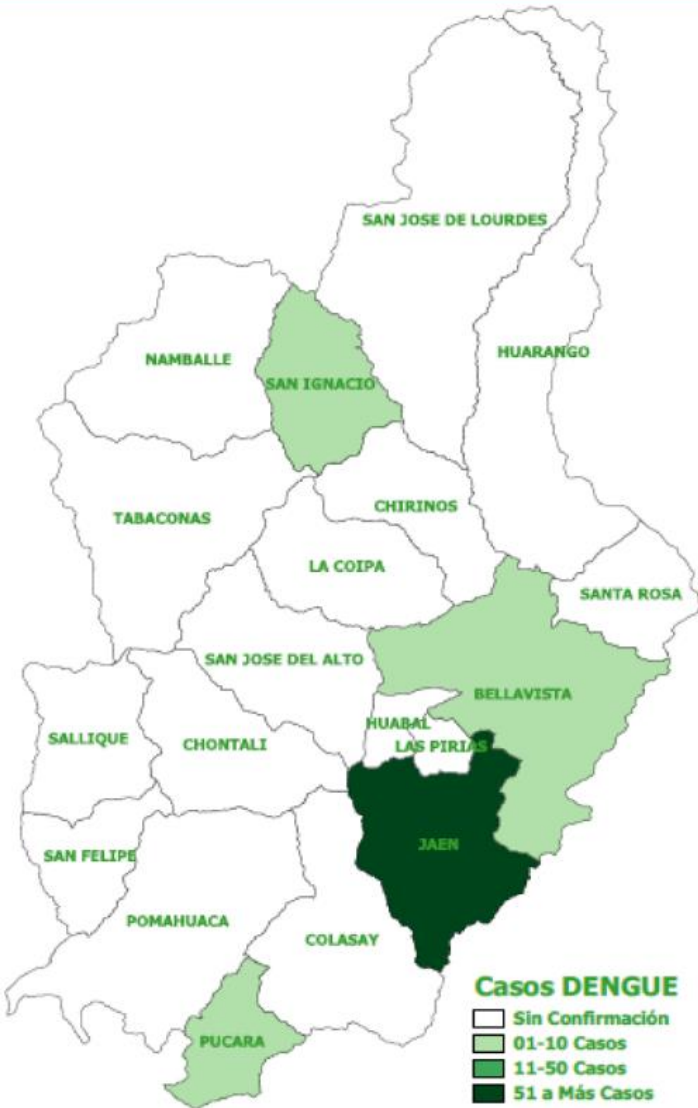 SAN JOSE DE LOURDES
HUARANGO
NAMBALLE
SAN IGNACIO
CHIRINOS
TABACONAS
LA COIPA
SANTA ROSA
SAN JOSE DEL ALTO
BELLAVISTA
HUABAL
SALLIQUE
CHONTALI
LAS PIRIAS
JAEN
SAN FELIPE
POMAHUACA
COLASAY
PUCARA
Casos DENGUE
Sin Confirmación
01-10 Casos
11-50 Casos
51 a Más Casos